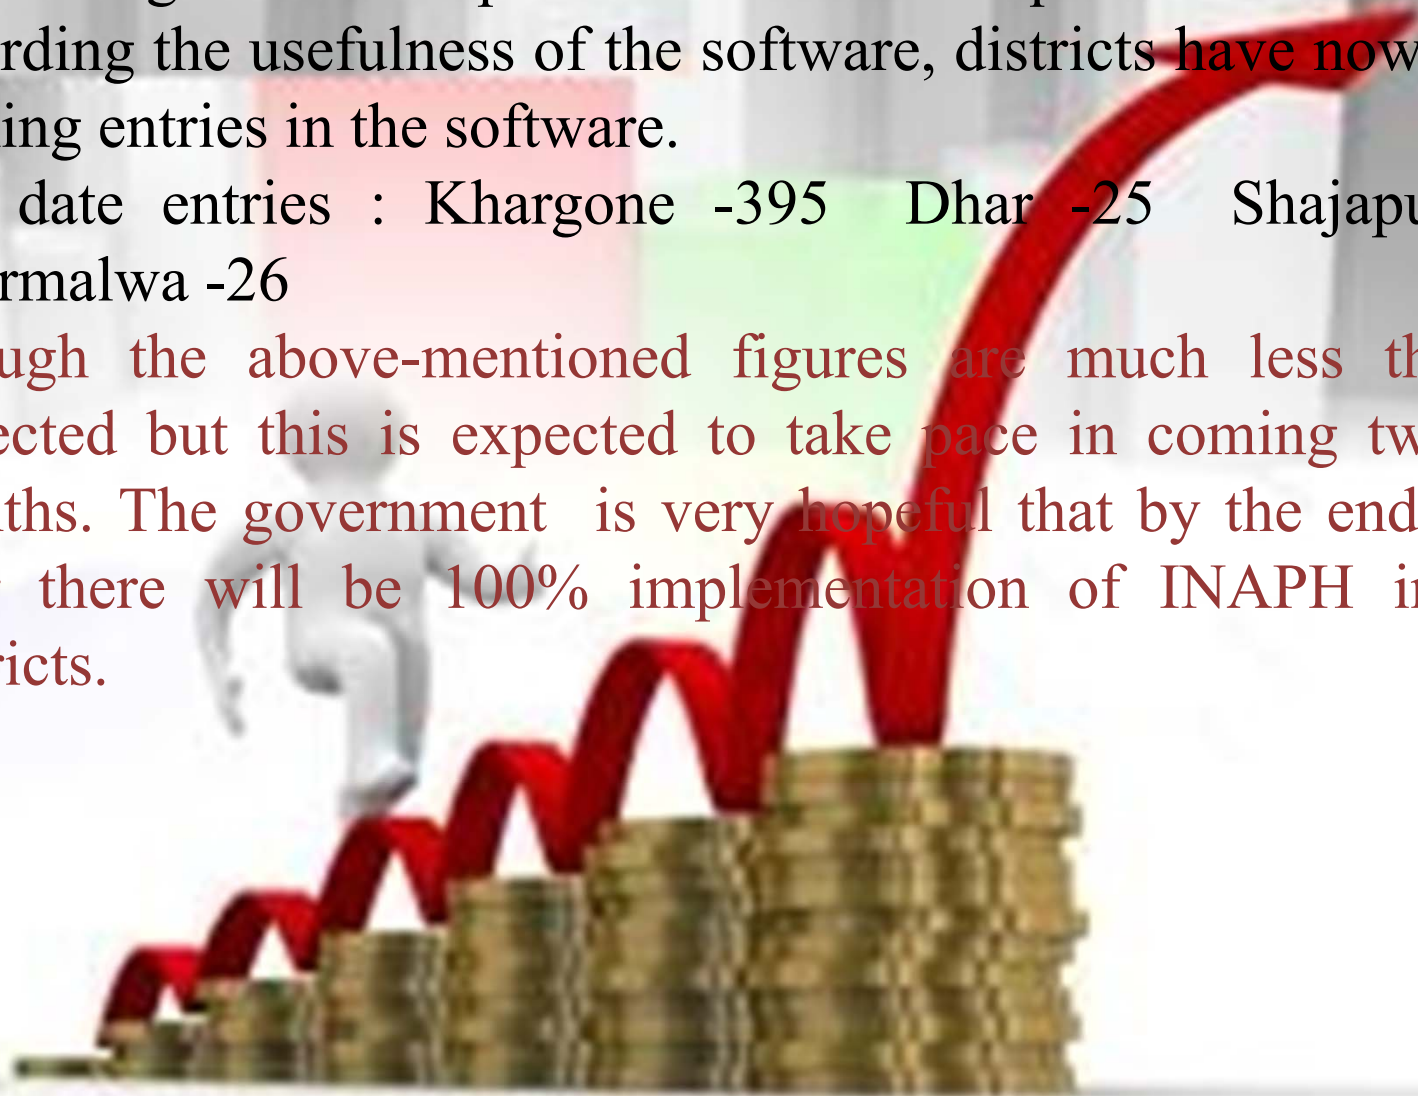 rding the usefulness of the software, districts have now
ing entries in the software.
date entries : Khargone -395 Dhar -25 Shajapu
rmalwa -26
ugh the above-mentioned figures are much less th
ected but this is expected to take pace in coming tw
ths. The government is very hopeful that by the end
there will be 100% implementation of INAPH in
ricts.